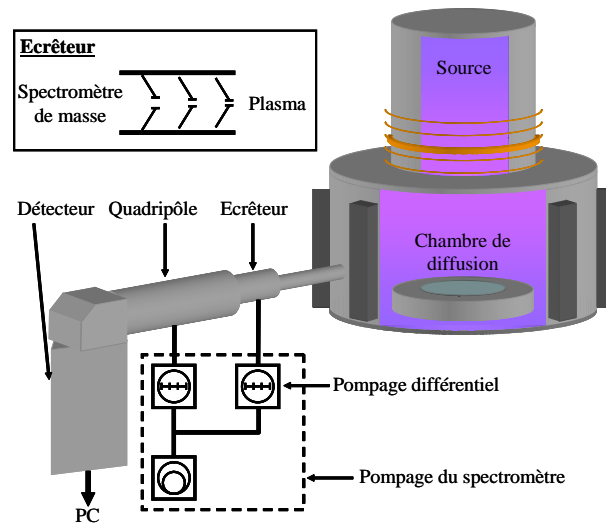 Ecrêteur
Spectromètre
de masse
Plasma
Source
Détecteur
Quadripôle
Ecrêteur
Chambre de
diffusion
Pompage différentiel
Pompage du spectromètre
PC